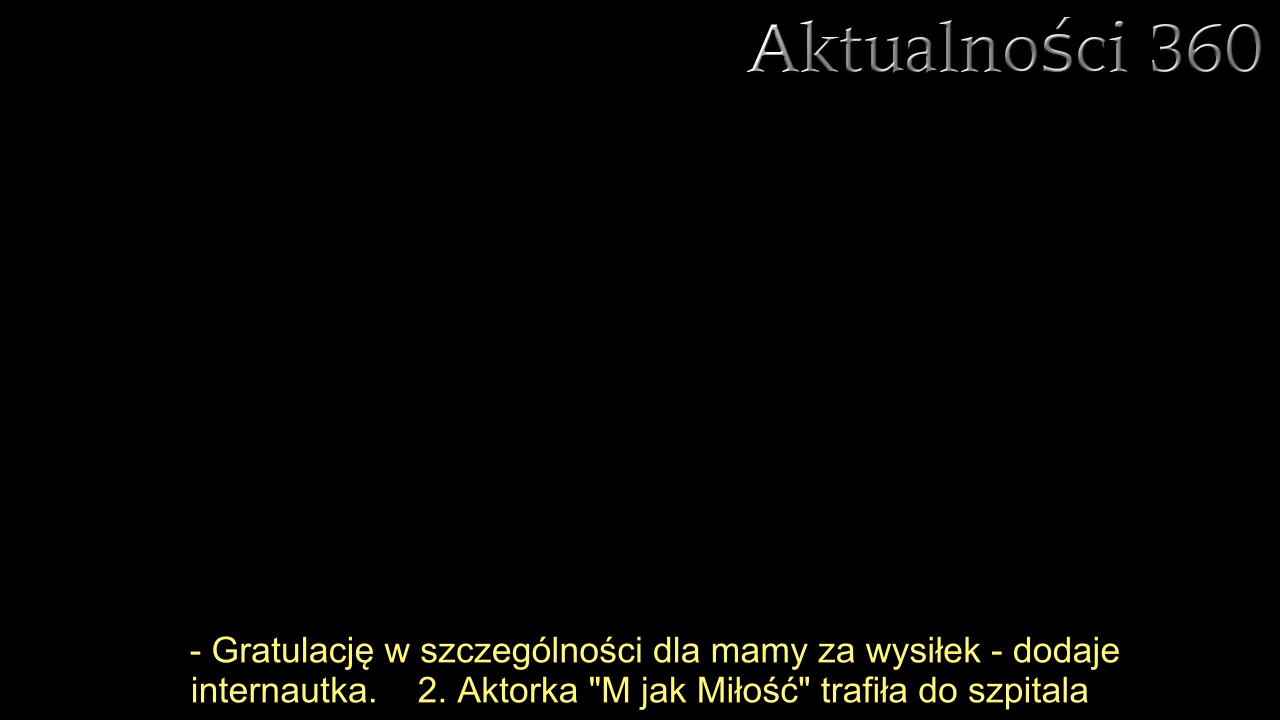 Aktualności 360
- Gratulację w szczególności dla mamy za wysiłek - dodaje
internautka. 2. Aktorka "M jak Miłość" trafiła do szpitala